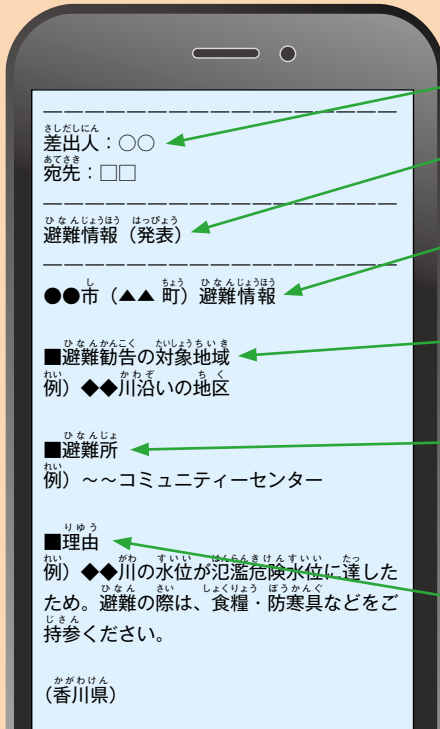 差出人：○○
宛先：□□
避難情報（発表）
●●市（▲▲ 町）避難情報
■避難勧告の対象地域
例）◆◆川沿いの地区
■避難所
例）～～コミュニティーセンター
■理由
例）◆◆川の水位が氾濫危険水位に達した
ため。避難の際は、食糧・防寒具などをご
持参ください。
（香川県）